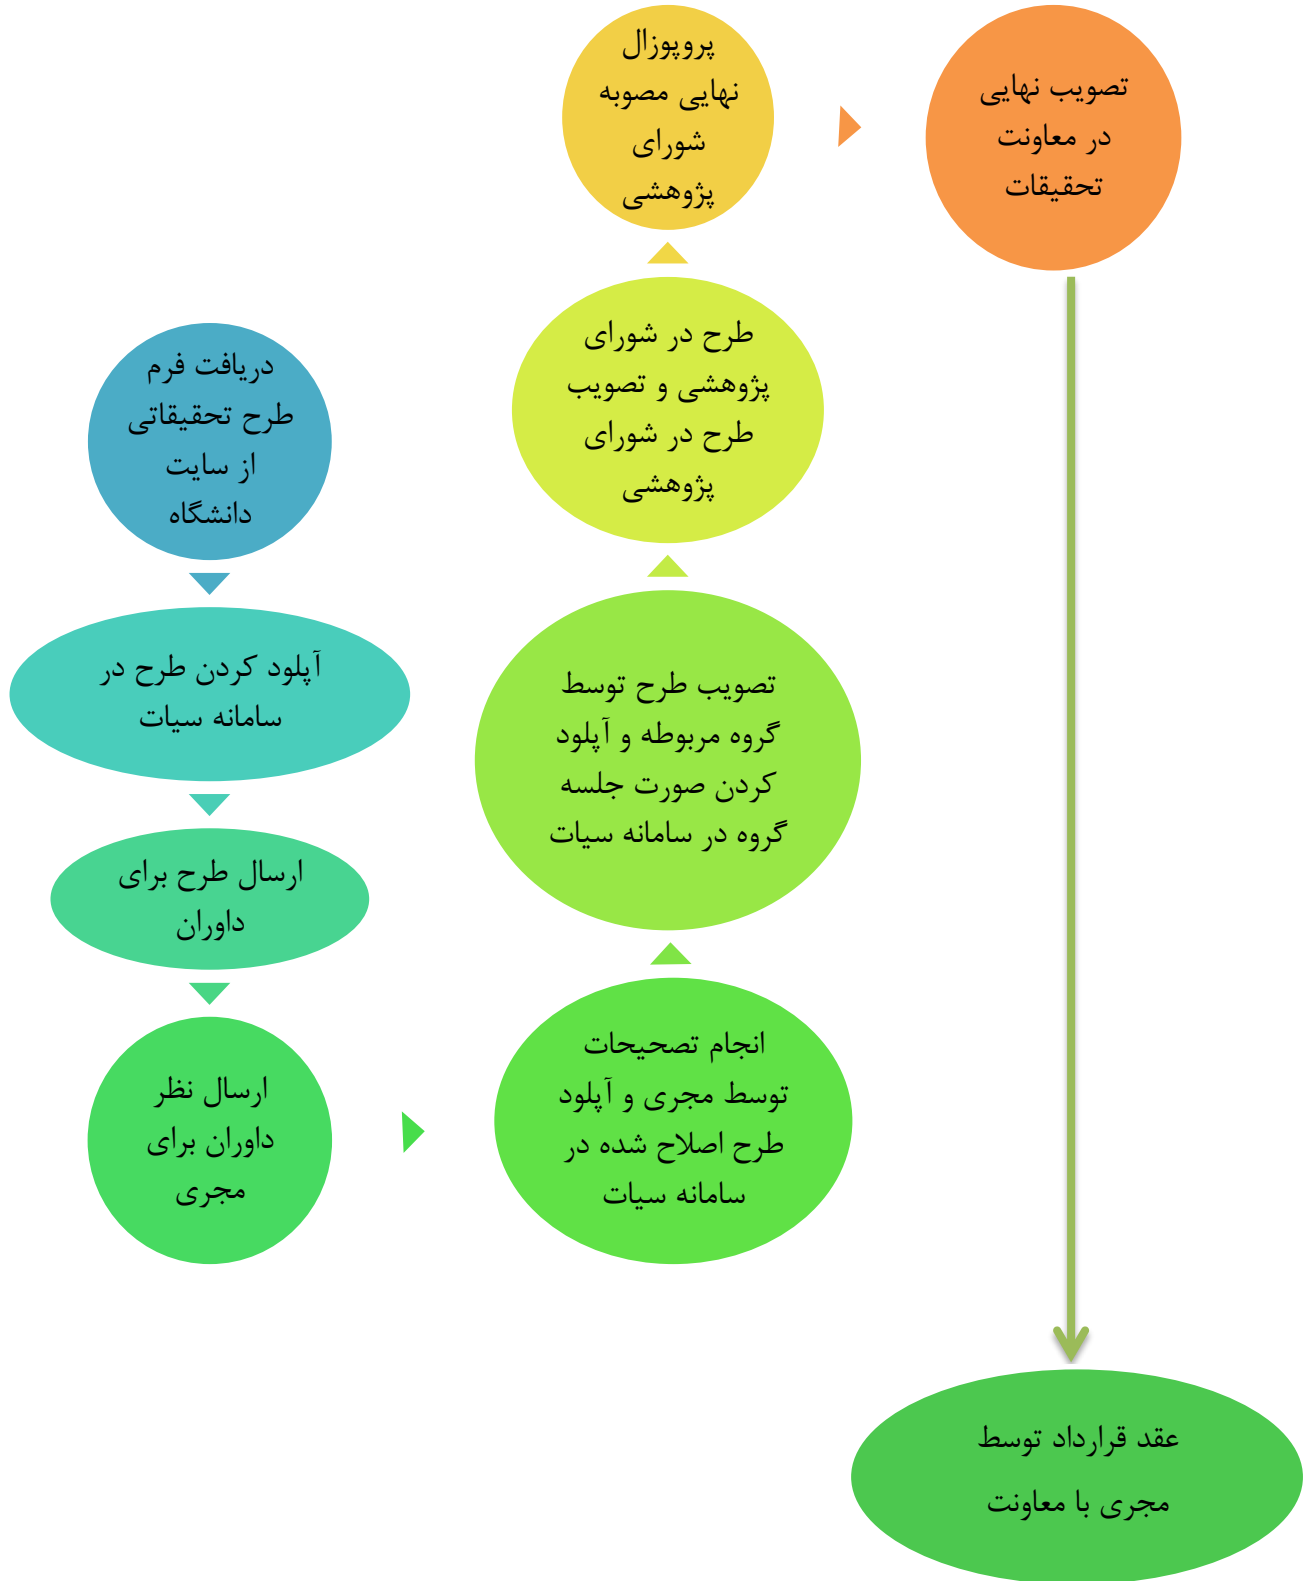 دریافت فرم
طرح تحقیقاتی
از سایت
دانشگاه
آپلود کردن طرح در
سامانه سیات
ارسال طرح برای
داوران
ارسال نظر
داوران برای
مجری
انجام تصحیحات
توسط مجری و آپلود
طرح اصلاح شده در
سامانه سیات
تصویب طرح توسط
گروه مربوطه و آپلود
کردن صورت جلسه
گروه در سامانه سیات
طرح در شورای
پژوهشی و تصویب
طرح در شورای
پژوهشی
پروپوزال
نهایی مصوبه
شورای
پژوهشی
تصویب نهایی
در معاونت
تحقیقات
عقد قرارداد توسط
مجری با معاونت